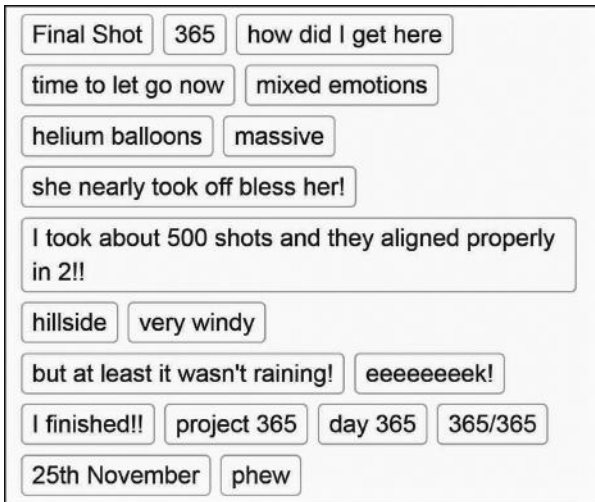 Final Shot 365 how did I get here
time to let go now mixed emotions
helium balloons massive
she nearly took off bless her!
I took about 500 shots and they aligned properly
in 2!!
hillside very windy
but at least it wasn't raining! eeeeeeeek!
I finished!! project 365 day 365 365/365
25th November phew